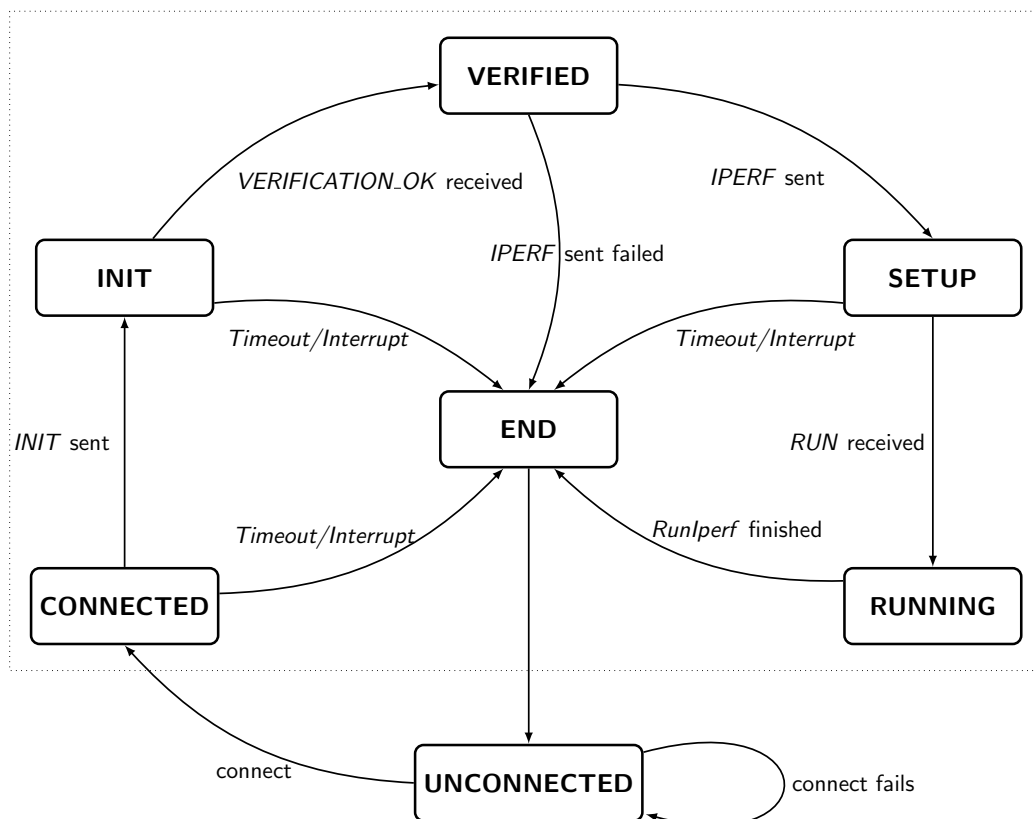 VERIFIED
VERIFICATION_OK received
IPERF sent
IPERF sent failed
INIT
SETUP
Timeout/Interrupt
Timeout/Interrupt
END
INIT sent
RUN received
Timeout/Interrupt
RunIperf finished
CONNECTED
RUNNING
connect
UNCONNECTED
connect fails